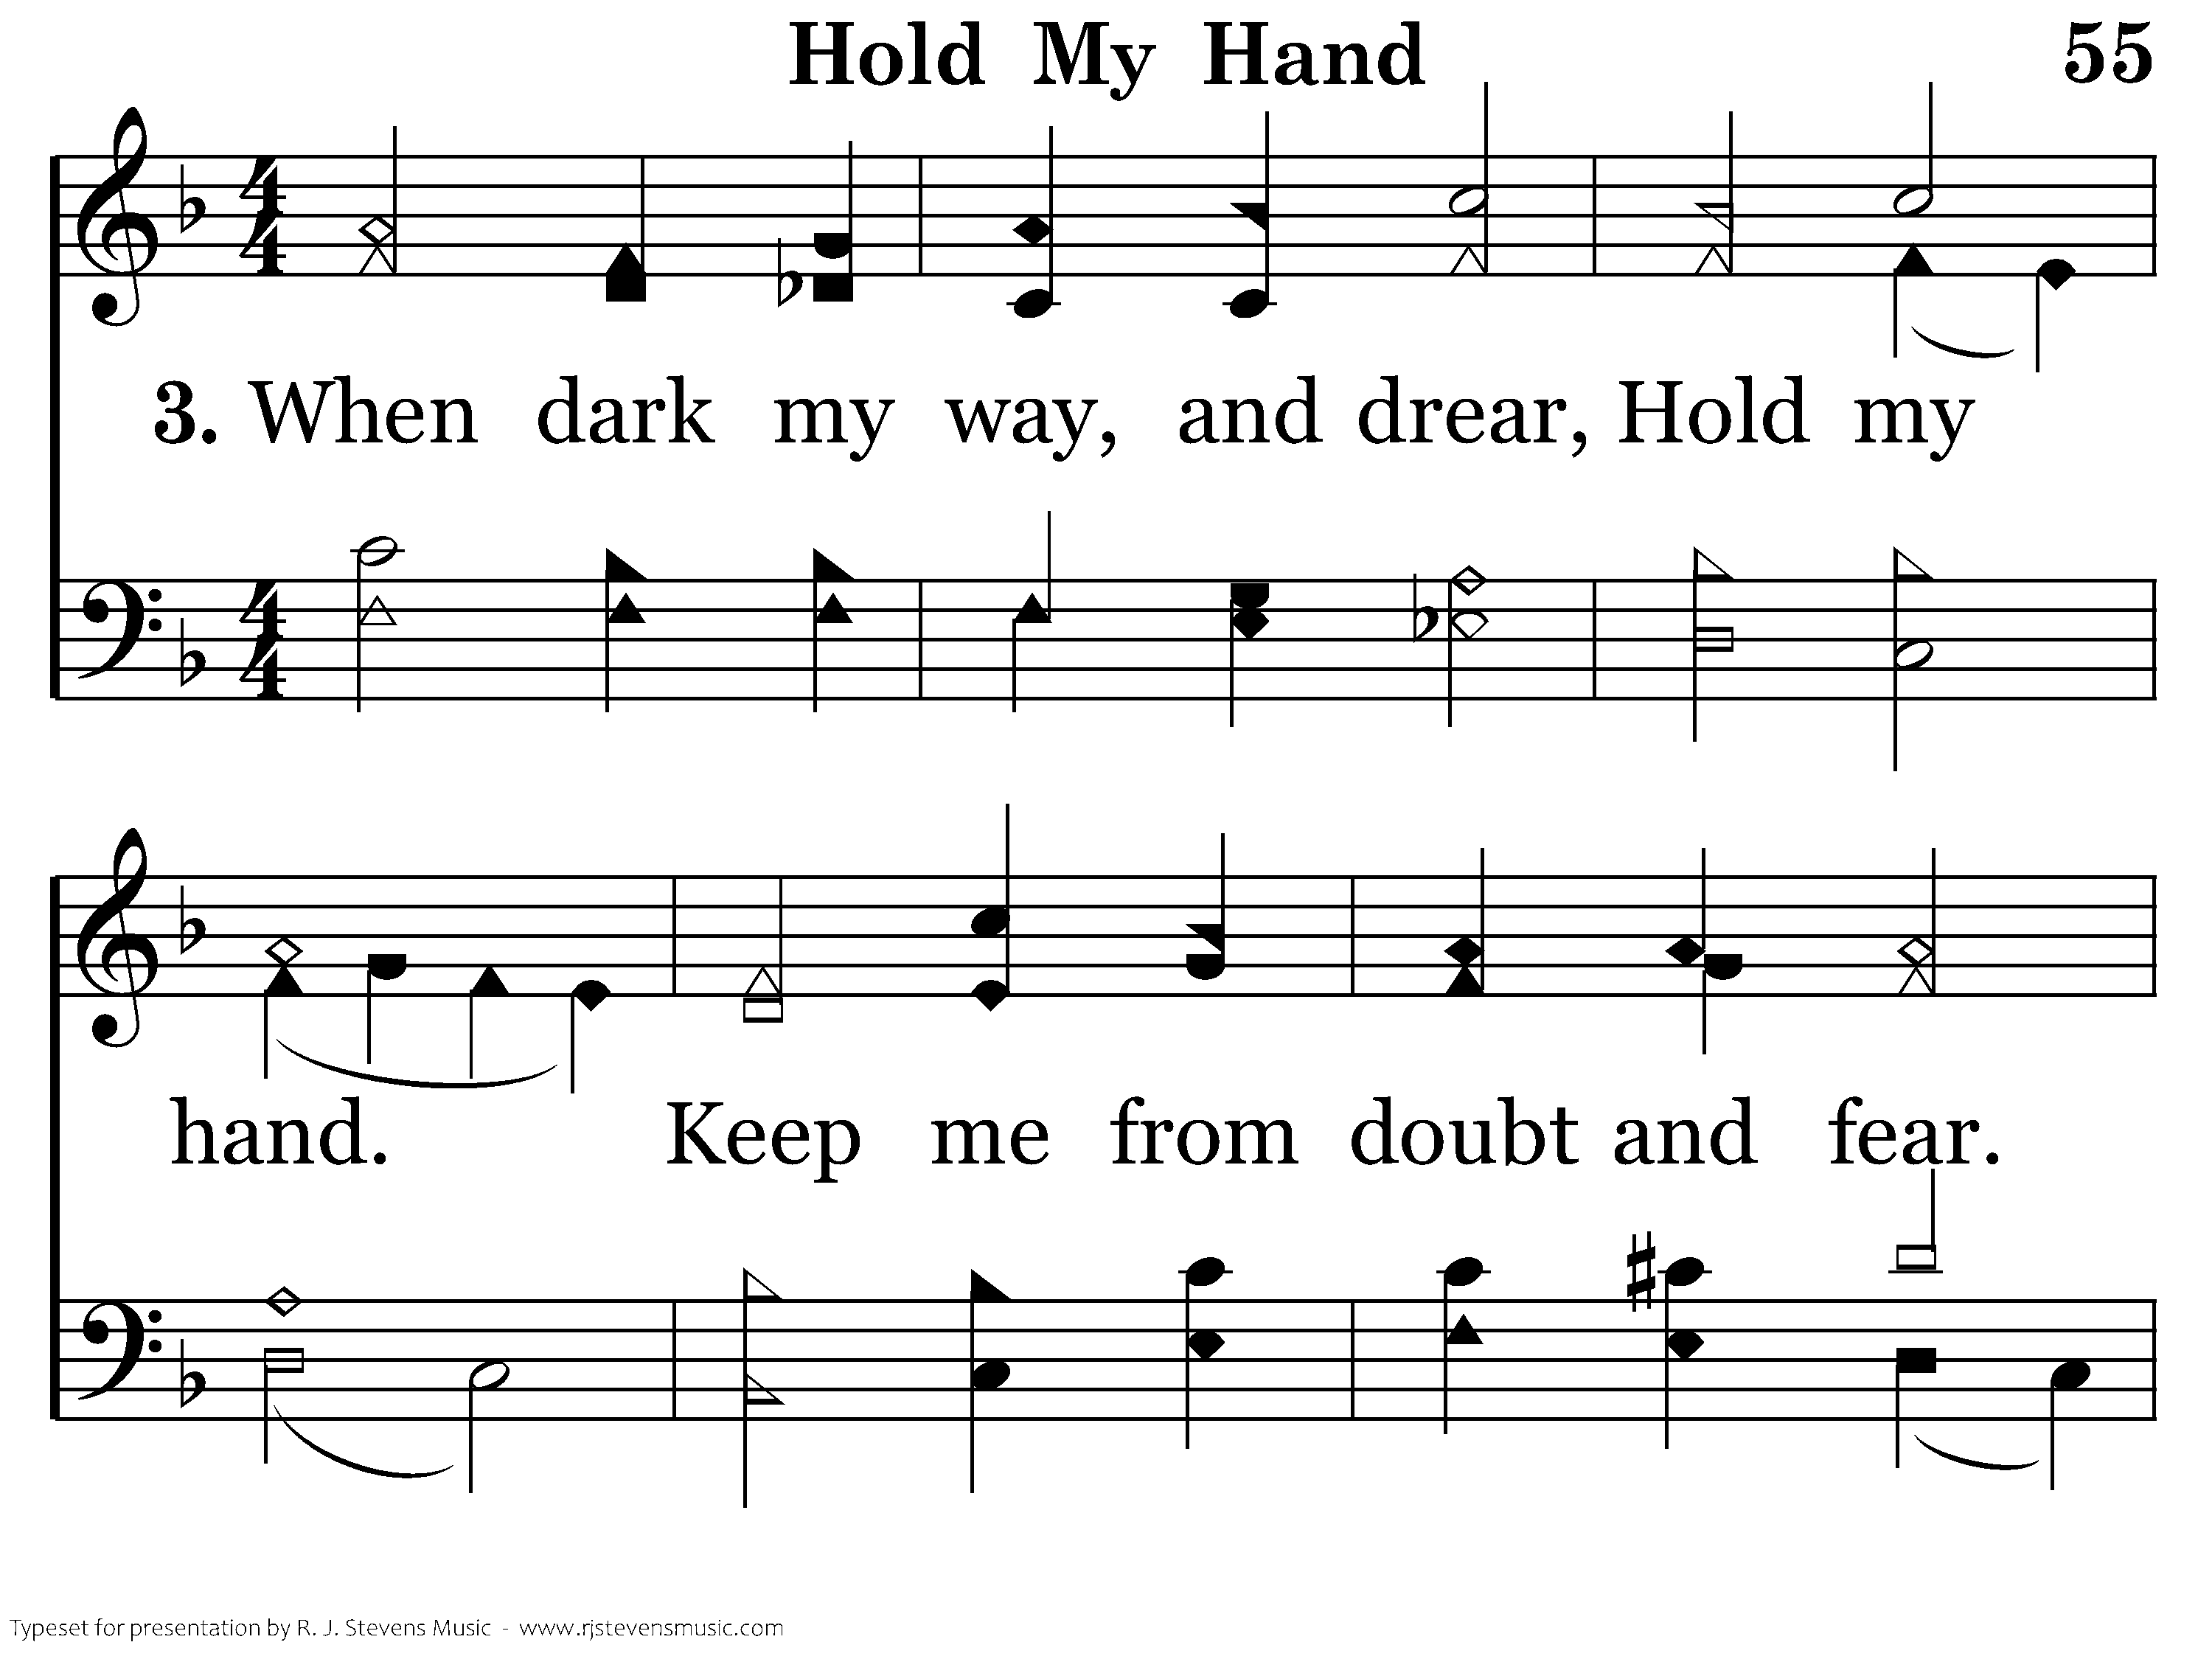 Hold My Hand 55
3. When dark my way, and drear, Hold my
hand. Keep me from doubt and fear.
Typeset for presentation by R. J. Stevens Music - www.rjstevensmusic.com